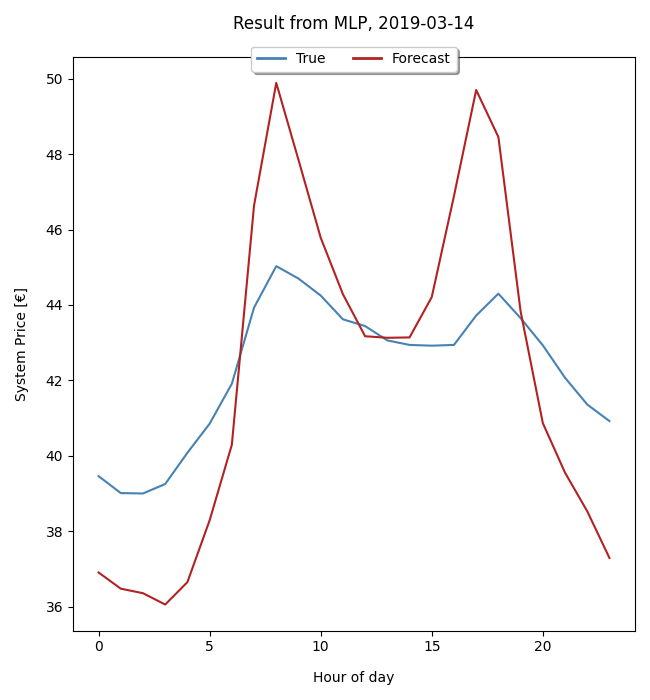 Result from MLP, 2019-03-14
True Forecast
50
48
46
44
42
40
38
36
System Price [€]
0 5 10 15 20
Hour of day